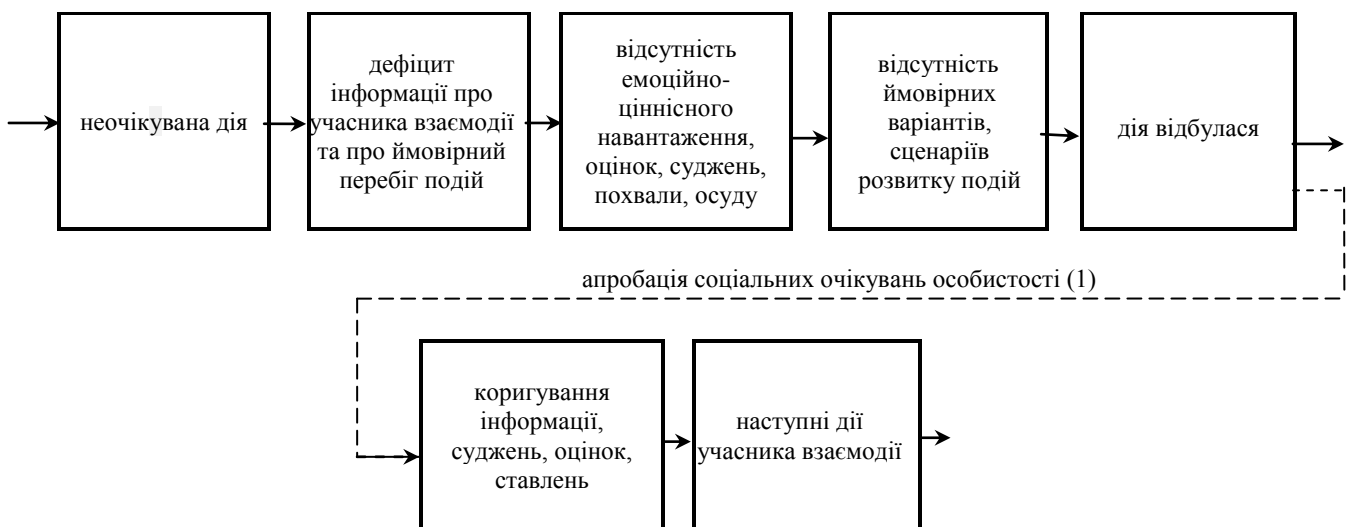 неочікувана дія
дефіцит
інформації про
учасника взаємодії
та про ймовірний
перебіг подій
відсутність
емоційно-
ціннісного
навантаження,
оцінок, суджень,
похвали, осуду
відсутність
ймовірних
варіантів,
сценаріїв
розвитку подій
дія відбулася
апробація соціальних очікувань особистості (1)
коригування
інформації,
суджень, оцінок,
ставлень
наступні дії
учасника взаємодії